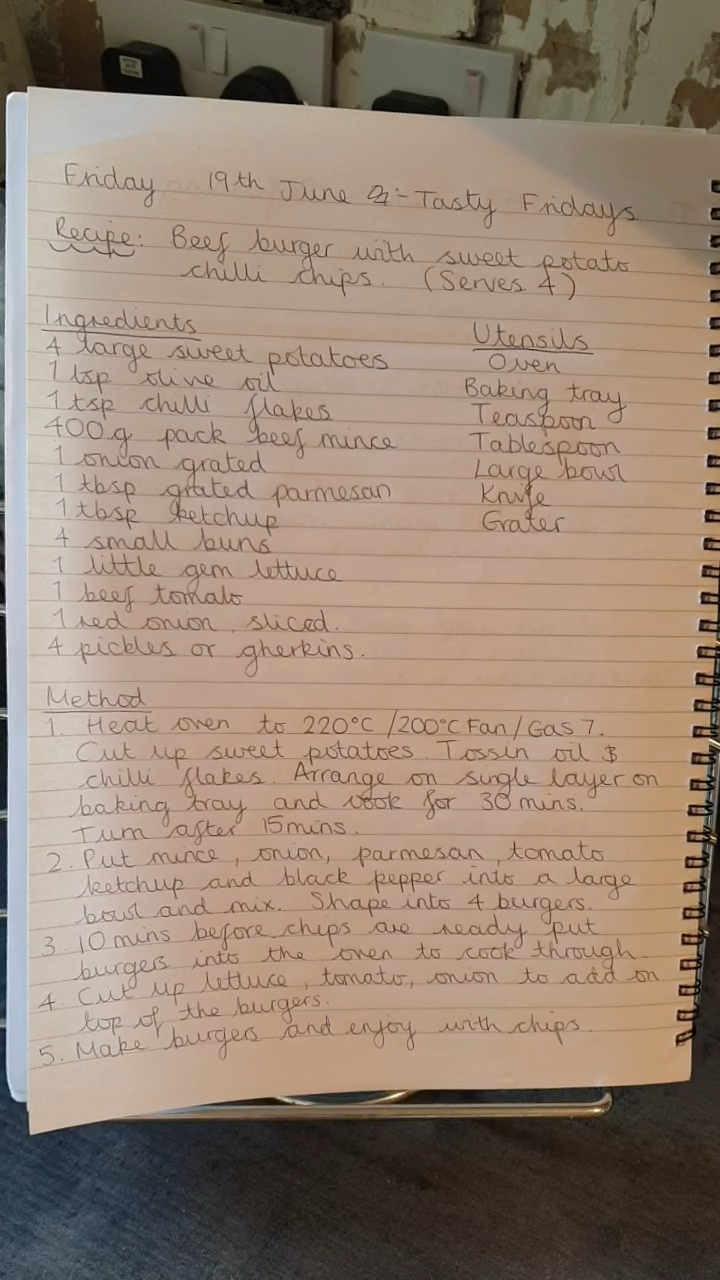 Friday 19th June :- Tasty Fridays
Recipe: Beef burger with sweet potato
chilli chips. (Serves 4)
Ingredients
4 large sweet potatoes
1 tsp olive oil
1 tsp chilli flakes
400g pack beef mince
1 onion grated
1 tbsp grated parmesan
1 tbsp ketchup
4 small buns
1 little gem lettuce
1 beef tomato
1 red onion sliced.
4 pickles or gherkins.
Utensils
Oven
Baking tray
Teaspoon
Tablespoon
Large bowl
Knife
Grater
Method
1. Heat oven to 220°C /200°C Fan/Gas 7.
Cut up sweet potatoes. Toss in oil &
chilli flakes. Arrange on single layer on
baking tray and cook for 30 mins.
Turn after 15mins.
2. Put mince, onion, parmesan, tomato
ketchup and black pepper into a large
bowl and mix. Shape into 4 burgers.
3. 10 mins before chips are ready put
burgers into the oven to cook through.
4. Cut up lettuce, tomato, onion to add on
top of the burgers.
5. Make burgers and enjoy with chips.